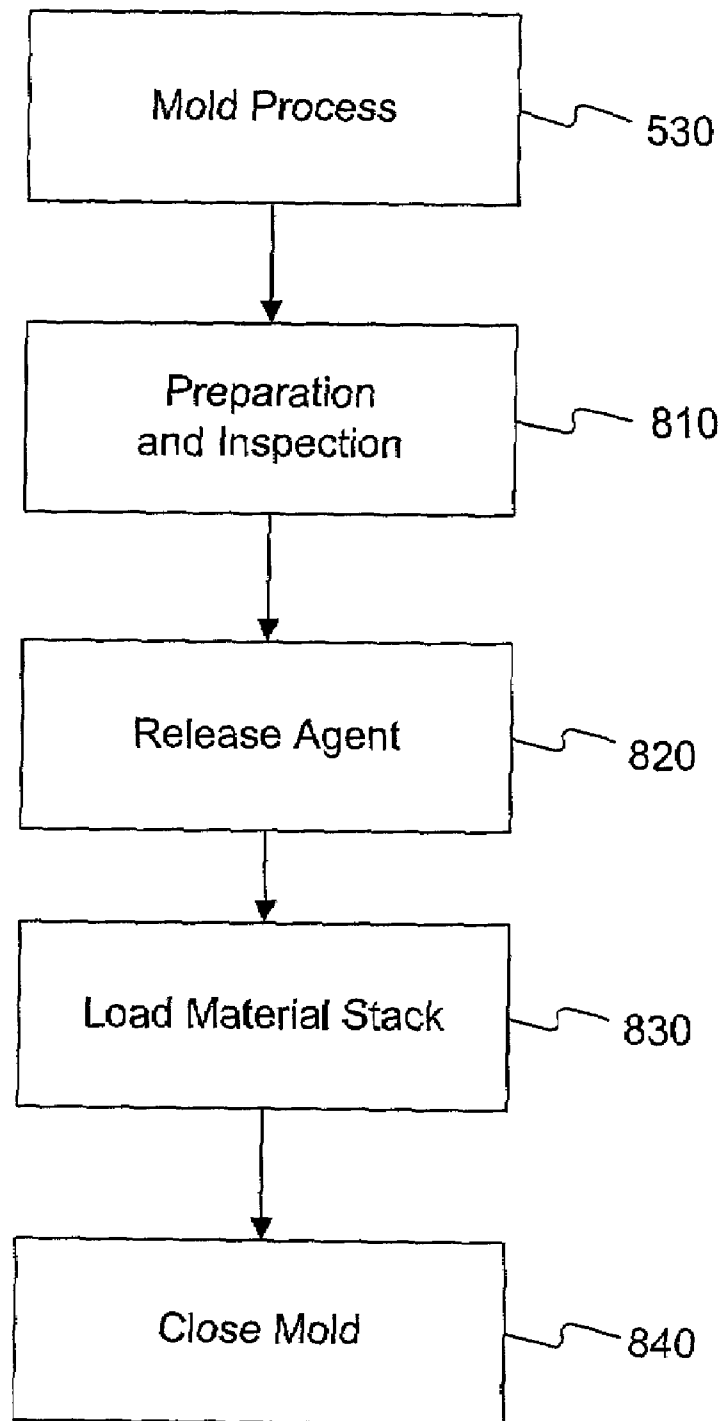 Mold Process
530
Preparation
and Inspection
810
Release Agent
820
Load Material Stack
830
Close Mold
840